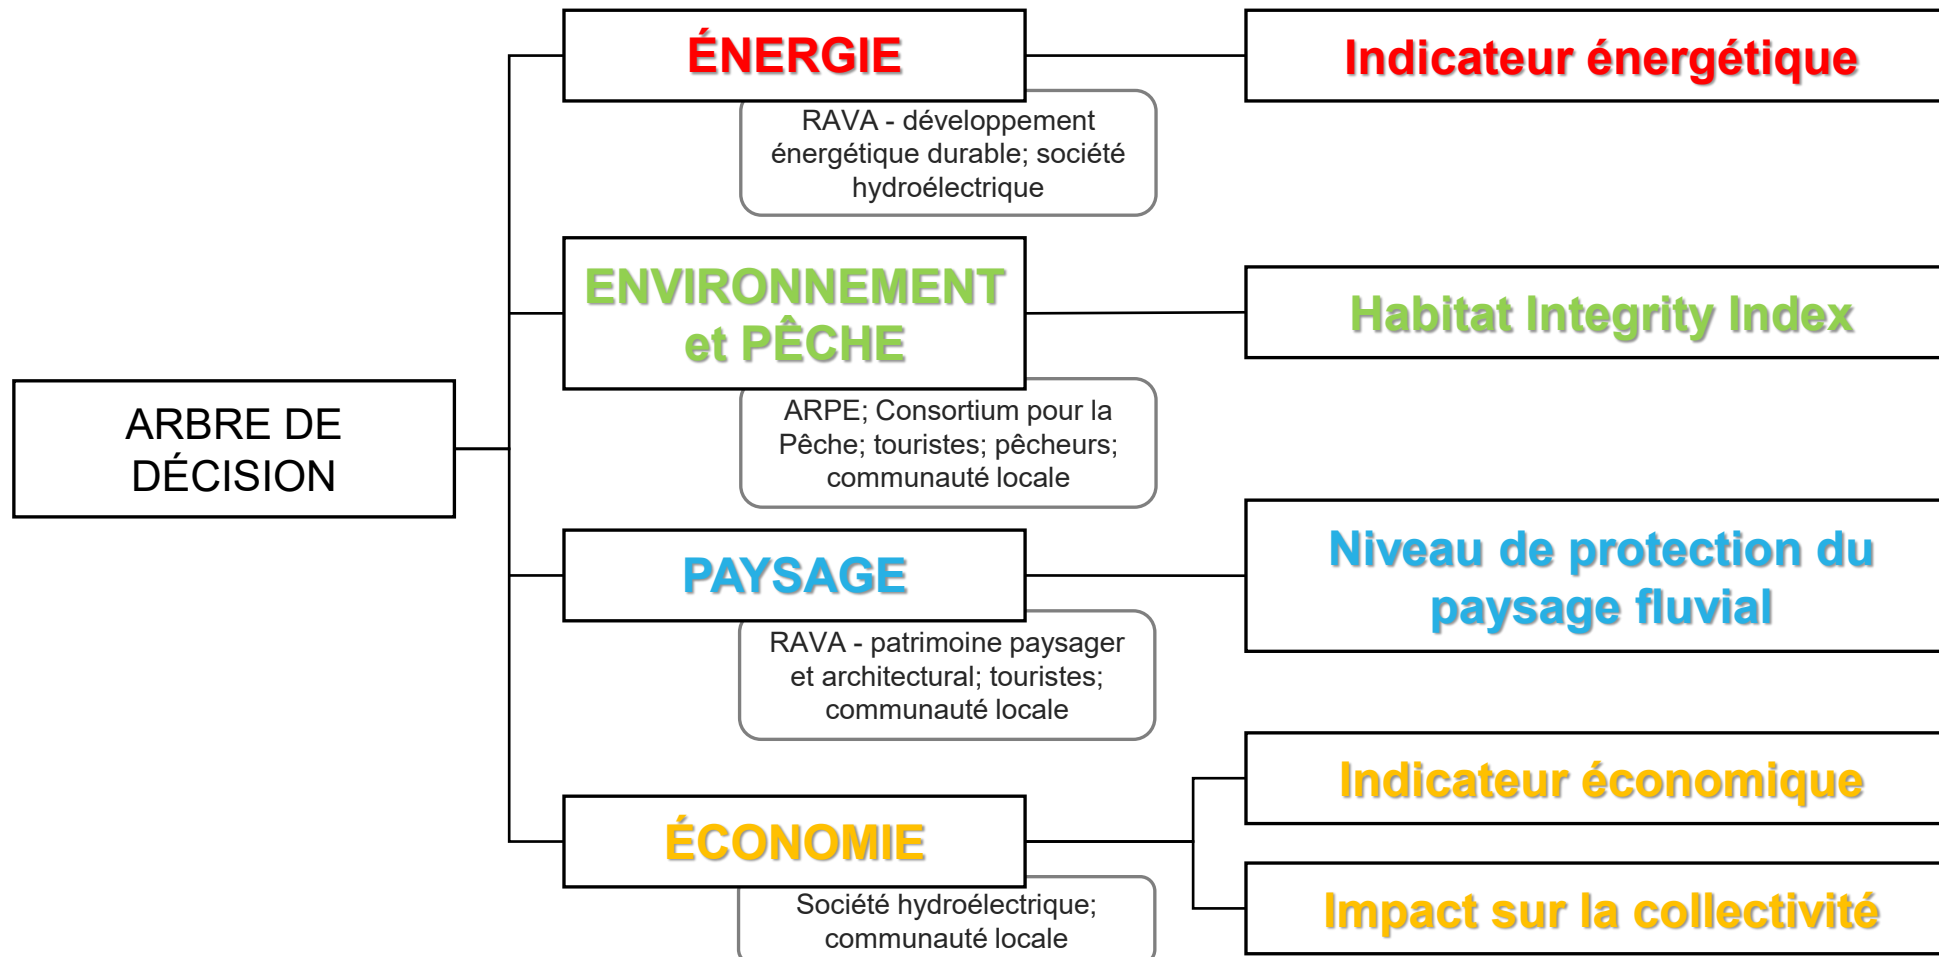 ÉNERGIE
Indicateur énergétique
RAVA - développement
énergétique durable; société
hydroélectrique
ENVIRONNEMENT
et PÊCHE
Habitat Integrity Index
ARPE; Consortium pour la
Pêche; touristes; pêcheurs;
communauté locale
ARBRE DE
DÉCISION
PAYSAGE
Niveau de protection du
paysage fluvial
RAVA - patrimoine paysager
et architectural; touristes;
communauté locale
ÉCONOMIE
Indicateur économique
Impact sur la collectivité
Société hydroélectrique;
communauté locale